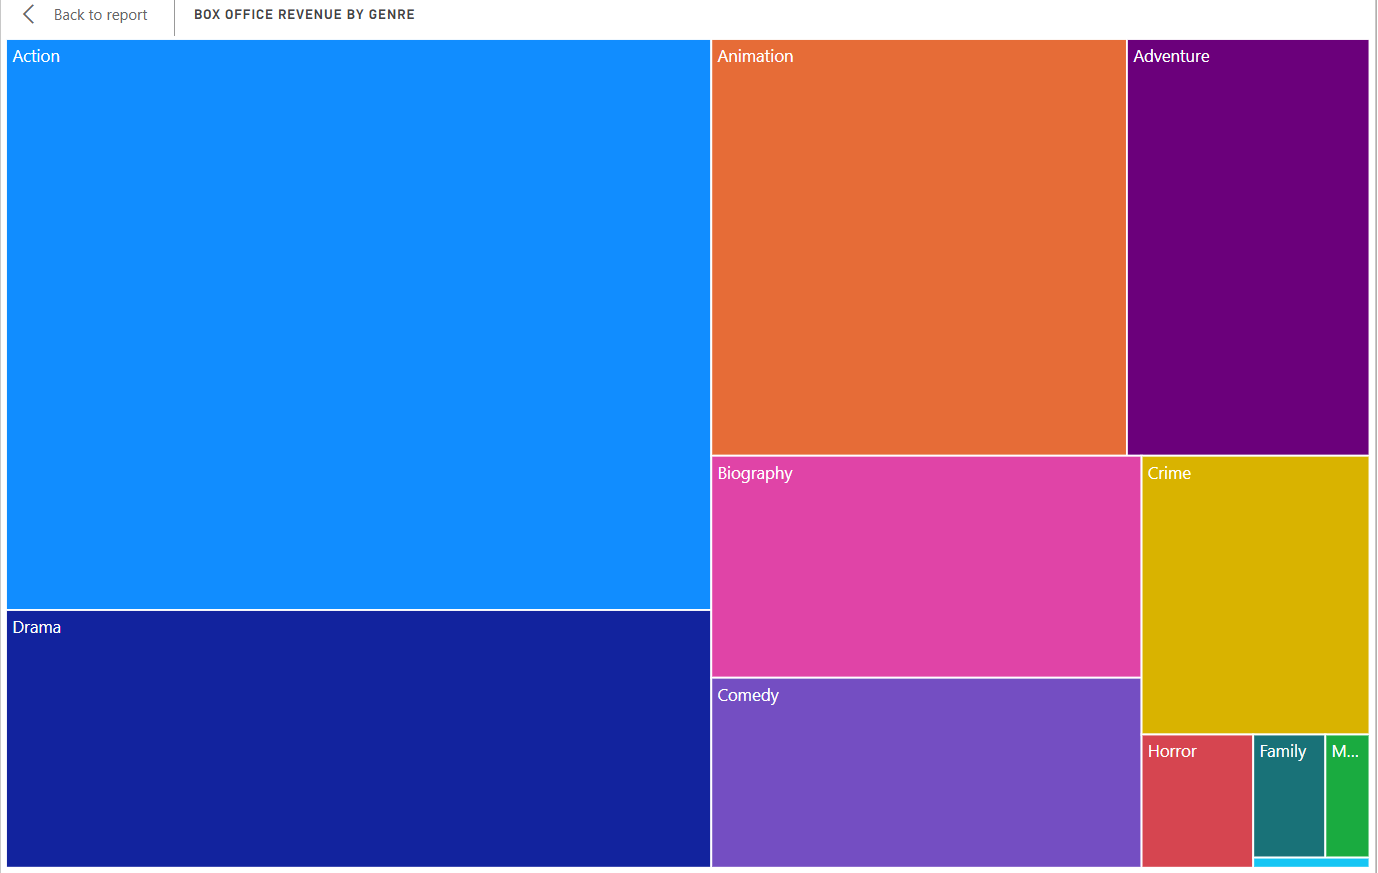 Back to report
BOX OFFICE REVENUE BY GENRE
Action
Animation
Adventure
Biography
Crime
Drama
Comedy
Horror
Family
M...